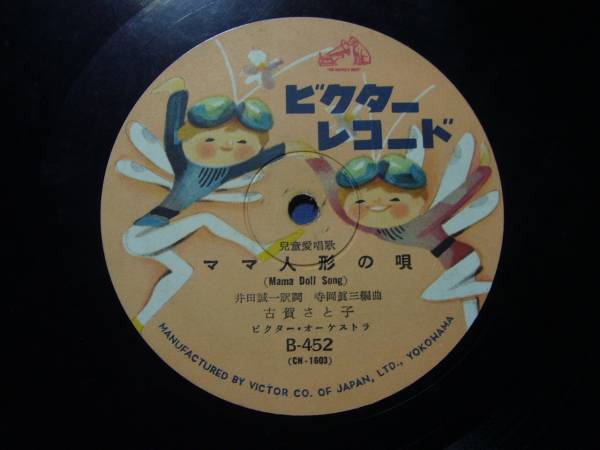 "HIS MASTER'S VOICE"
ビクター
レコード
兒童愛唱歌
ママ人形の唄
(Mama Doll Song)
井田誠一訳詞 寺岡眞三編曲
古賀さと子
ビクター・オーケストラ
B-452
(CN-1603)
MANUFACTURED BY VICTOR CO. OF JAPAN, LTD., YOKOHAMA